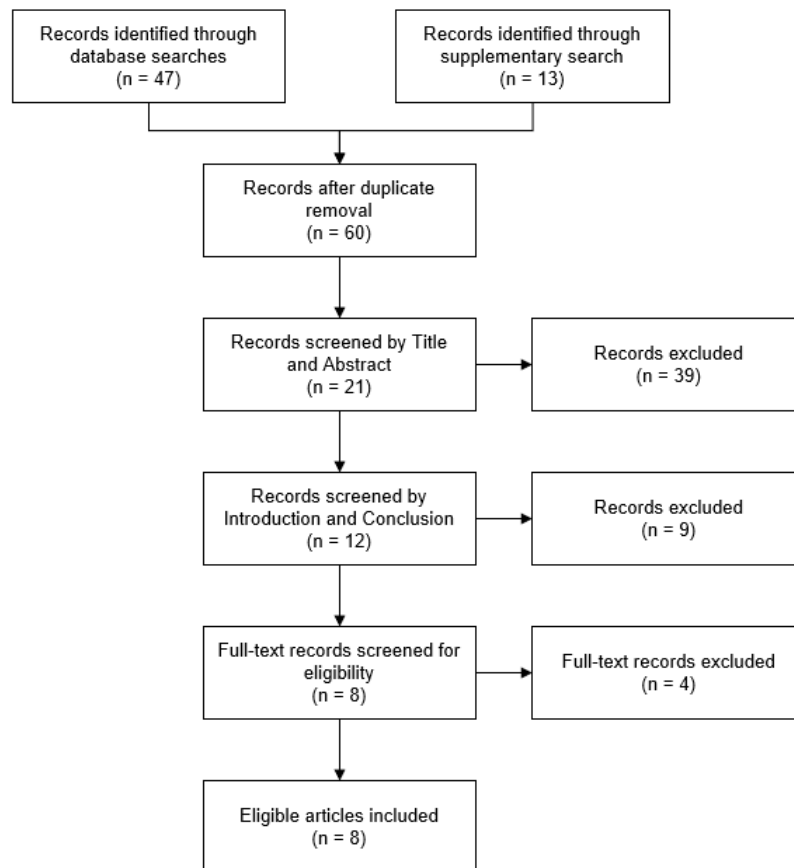 Records identified through
database searches
(n = 47)
Records identified through
supplementary search
(n = 13)
Records after duplicate
removal
(n = 60)
Records screened by Title
and Abstract
(n = 21)
Records excluded
(n = 39)
Records screened by
Introduction and Conclusion
(n = 12)
Records excluded
(n = 9)
Full-text records screened for
eligibility
(n = 8)
Full-text records excluded
(n = 4)
Eligible articles included
(n = 8)